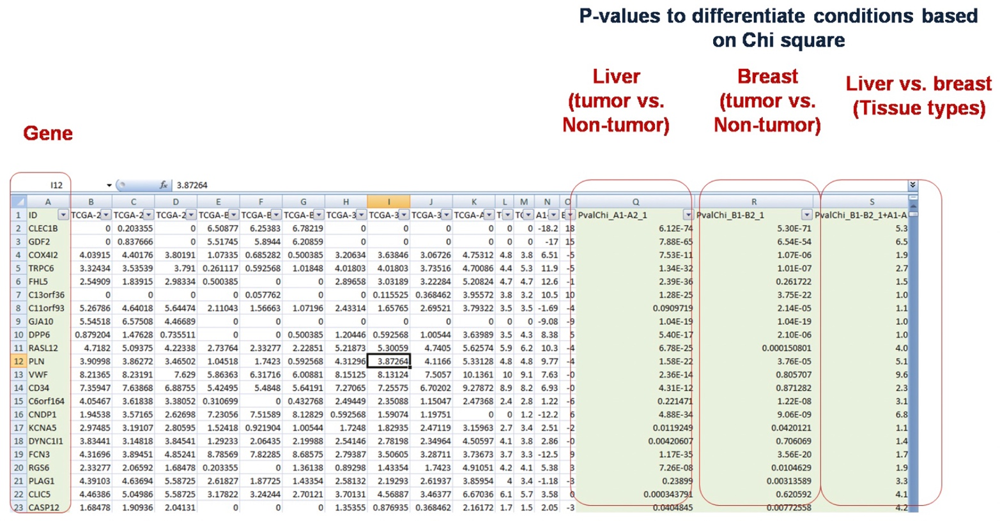 P-values to differentiate conditions based
on Chi square
Liver
(tumor vs.
Non-tumor)
Breast
(tumor vs.
Non-tumor)
Liver vs. breast
(Tissue types)
Gene
I12 fx 3.87264
A B C D E F G H I J K L M N O Q R S
1 ID TCGA-2 TCGA-2 TCGA-2 TCGA-B TCGA-B TCGA-B TCGA-3 TCGA-3 TCGA-3 TCGA-A T T( A1- E PvalChi_A1-A2_1 PvalChi_B1-B2_1 PvalChi_B1-B2_1+A1-A
2 CLEC1B 0 0.203355 0 6.50877 6.25383 6.78219 0 0 0 0 0 0 -18.2 18 6.12E-74 5.30E-71 5.3
3 GDF2 0 0.837666 0 5.51745 5.8944 6.20859 0 0 0 0 0 0 -17 15 7.88E-65 6.54E-54 6.5
4 COX4I2 4.03915 4.40176 3.80191 1.07335 0.685282 0.500385 3.20634 3.63846 3.06726 4.75312 4.8 3.8 6.51 -5 7.53E-11 1.07E-06 1.9
5 TRPC6 3.32434 3.53539 3.791 0.261117 0.592568 1.01848 4.01803 4.01803 3.73516 4.70086 4.4 5.3 11.9 -5 1.34E-32 1.01E-07 2.7
6 FHL5 2.54909 1.83915 2.98334 0.500385 0 0 2.89658 3.03189 3.22284 5.20824 4.7 4.7 12.6 -1 2.39E-36 0.261722 1.5
7 C13orf36 0 0 0 0 0.057762 0 0 0.115525 0.368462 3.95572 3.8 3.2 10.5 10 1.28E-25 3.75E-22 1.0
8 C11orf93 5.26786 4.64018 5.64474 2.11043 1.56663 1.07196 2.43314 1.65765 2.69521 3.79322 3.5 3.5 -1.69 -4 0.0909719 2.14E-05 1.1
9 GJA10 5.54518 6.57508 4.46689 0 0 0 0 0 0 0 0 0 -9.08 -9 1.04E-19 1.04E-19 1.0
10 DPP6 0.879204 1.47628 0.735511 0 0 0.500385 1.20446 0.592568 1.00544 3.63989 3.5 4.3 8.38 5 5.40E-17 2.10E-06 1.0
11 RASL12 4.7182 5.09375 4.22338 2.73764 2.33277 2.22851 5.21873 5.30059 4.7405 5.62574 5.9 6.2 10.3 -4 6.78E-25 0.000150801 4.0
12 PLN 3.90998 3.86272 3.46502 1.04518 1.7423 0.592568 4.31296 3.87264 4.1166 5.33128 4.8 4.8 9.77 -4 1.58E-22 3.76E-05 5.1
13 VWF 8.21365 8.23191 7.629 5.86363 6.31716 6.00881 8.15125 8.13124 7.5057 10.1361 10 9.1 7.63 -0 2.36E-14 0.805707 9.6
14 CD34 7.35947 7.63868 6.88755 5.42495 5.4848 5.64191 7.27065 7.25575 6.70202 9.27872 8.9 8.2 6.93 -0 4.31E-12 0.871282 2.3
15 C6orf164 4.05467 3.61838 3.38052 0.310699 0 0.432768 2.49449 2.35088 1.15047 2.47368 2.4 2.8 1.22 -6 0.221471 1.22E-08 3.1
16 CNDP1 1.94538 3.57165 2.62698 7.23056 7.51589 8.12829 0.592568 1.59074 1.19751 0 0 1.2 -12.2 6 4.88E-34 9.06E-09 6.8
17 KCNA5 2.97485 3.19107 2.80595 1.52418 0.921904 1.00544 1.7248 1.82935 2.47119 3.15963 2.7 3.4 2.51 -2 0.0119249 0.0420121 1.1
18 DYNC1I1 3.83441 3.14818 3.84541 1.29233 2.06435 2.19988 2.54146 2.78198 2.34964 4.50597 4.1 3.8 2.86 -0 0.00420607 0.706069 1.4
19 FCN3 4.31696 3.89451 4.85241 8.78569 7.82285 8.68575 2.79387 3.50605 3.28711 3.73673 3.7 3.3 -12.5 9 1.17E-35 3.56E-20 1.7
20 RGS6 2.33277 2.06592 1.68478 0.203355 0 1.36138 0.89298 1.43354 1.7423 4.91051 4.2 4.1 5.38 3 7.26E-08 0.0104629 1.9
21 PLAG1 4.39103 4.63694 5.58725 2.61827 1.87725 1.43354 2.58132 2.19293 2.61937 3.85954 4 3.4 -1.18 -3 0.23899 0.00313589 3.3
22 CLIC5 4.46386 5.04986 5.58725 3.17822 3.24244 2.70121 3.70131 4.56887 3.46377 6.67036 6.1 5.7 3.58 0 0.000343791 0.620592 4.1
23 CASP12 1.68478 1.90936 2.04131 0 0 0 1.35355 0.876935 0.368462 2.16172 1.7 1.5 2.05 -3 0.0404845 0.00772558 4.2